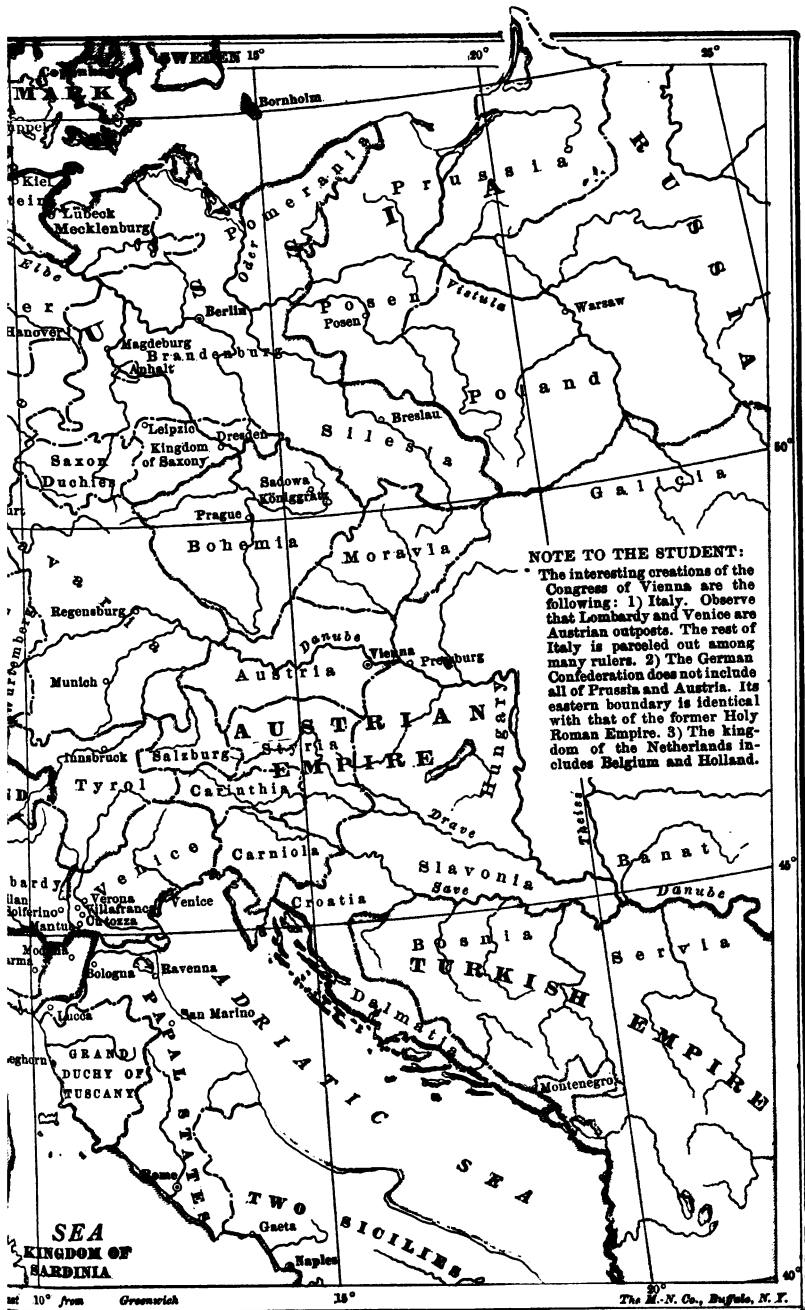 SWEDEN
15°
20°
25°
MARK
Bornholm
Kiel
Lübeck
Mecklenburg
Pomerania
Prussia
RUSSIA
Elbe
Oder
Hanover
Berlin
Posen
Posen
Vistula
Warsaw
Magdeburg
Brandenburg
Anhalt
Poland
Leipzig
Dresden
Breslau
Kingdom
of Saxony
Silesia
50°
Saxon
Duchies
Sadowa
Königgratz
Galicia
Prague
Bohemia
Moravia
NOTE TO THE STUDENT:
The interesting creations of the
Congress of Vienna are the
following: 1) Italy. Observe
that Lombardy and Venice are
Austrian outposts. The rest of
Italy is parceled out among
many rulers. 2) The German
Confederation does not include
all of Prussia and Austria. Its
eastern boundary is identical
with that of the former Holy
Roman Empire. 3) The king-
dom of the Netherlands in-
cludes Belgium and Holland.
Regensburg
Danube
Vienna
Presburg
Munich
Austria
AUSTRIAN
EMPIRE
Hungary
Styria
Innsbruck
Salzburg
Tyrol
Carinthia
Drave
Theiss
Venice
Carniola
Banat
45°
Slavonia
Save
Danube
Croatia
Verona
Villafranca
Custozza
Venice
Mantua
Bosnia
Servia
TURKISH EMPIRE
Bologna
Ravenna
ADRIATIC SEA
Dalmatia
Lucca
San Marino
PAPAL STATES
GRAND
DUCHY OF
TUSCANY
Montenegro
Rome
TWO SICILIES
Gaeta
Naples
SEA
KINGDOM OF
SARDINIA
40°
10° from Greenwich
15°
20°
The M.-N. Co., Buffalo, N. Y.